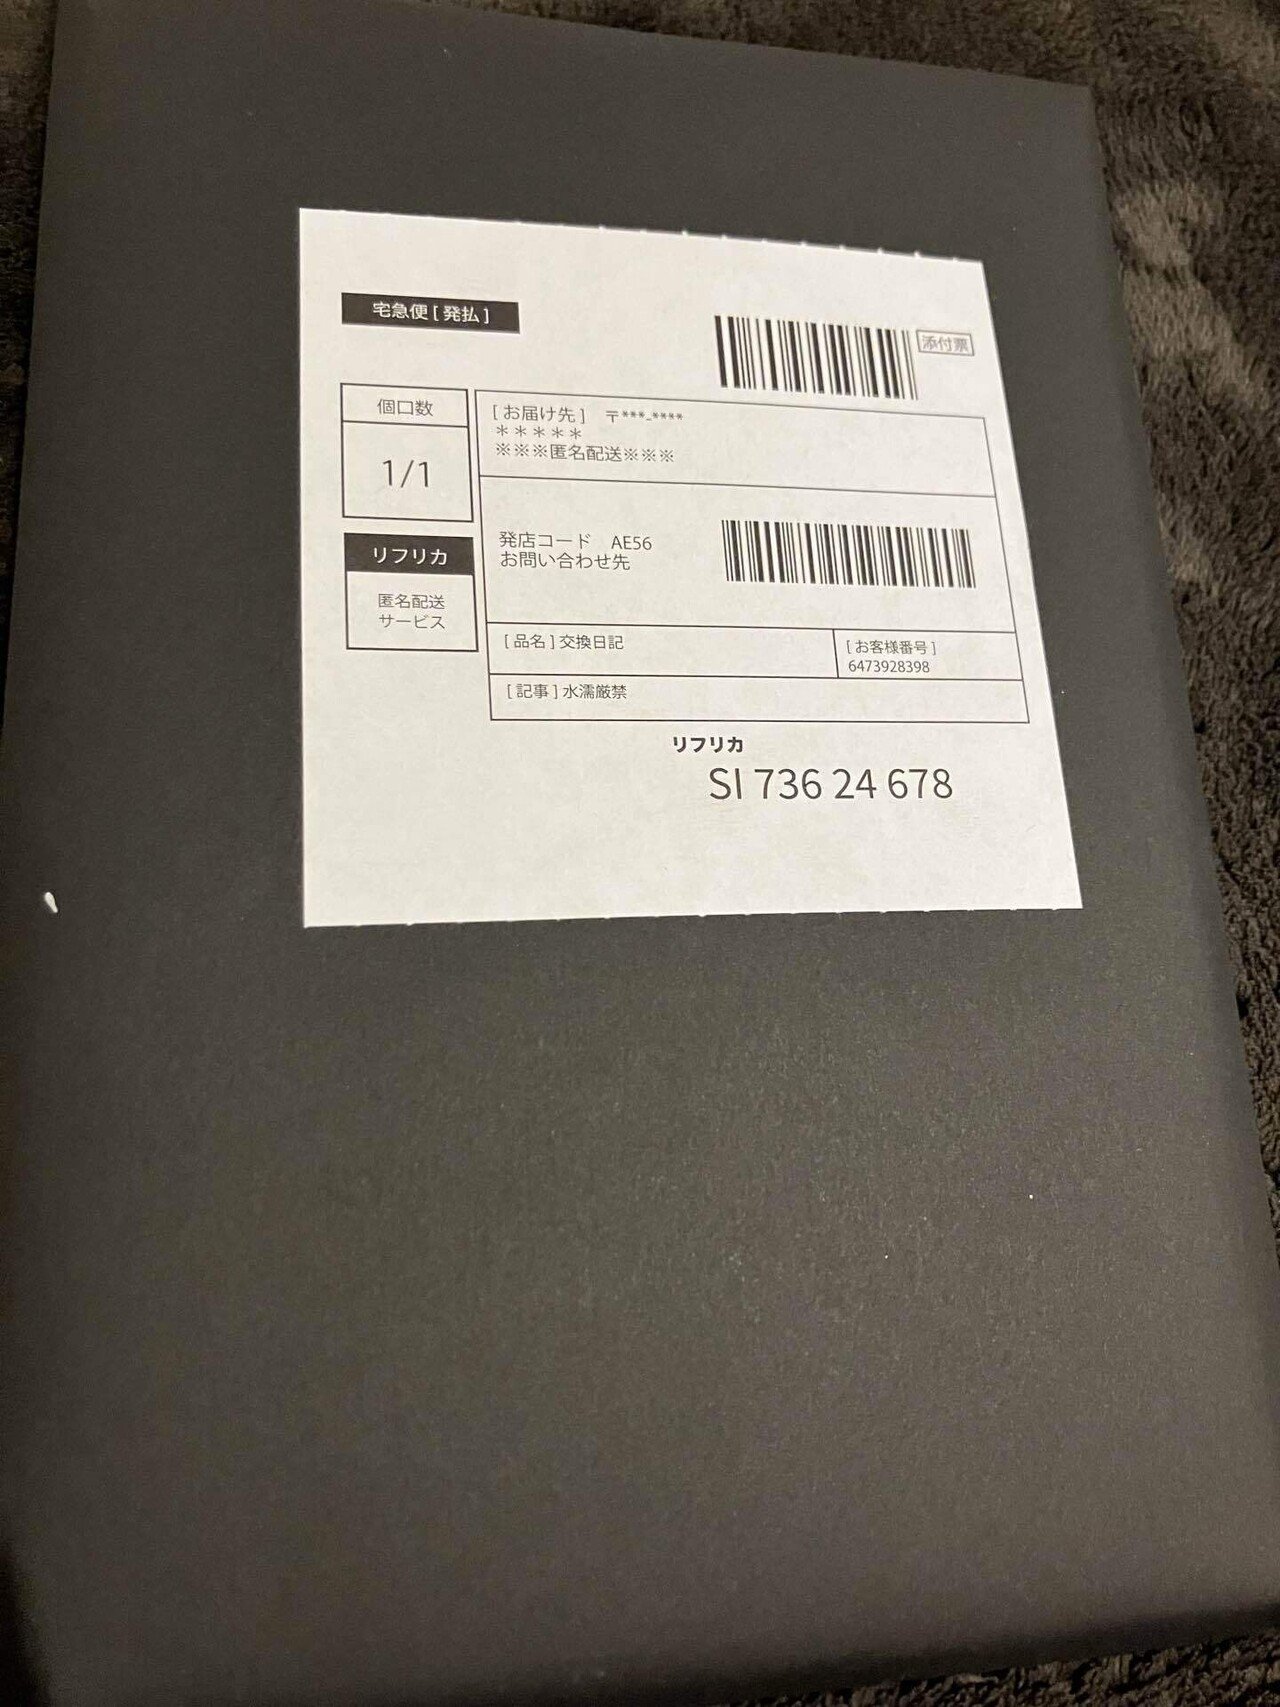 宅急便[発払]
添付票
個口数
1/1
リフリカ
匿名配送
サービス
[お届け先] 〒***-****
＊＊＊＊＊
※※※匿名配送※※※
発店コード AE56
お問い合わせ先
[品名]交換日記
[お客様番号]
6473928398
[記事]水濡厳禁
リフリカ
SI 736 24 678